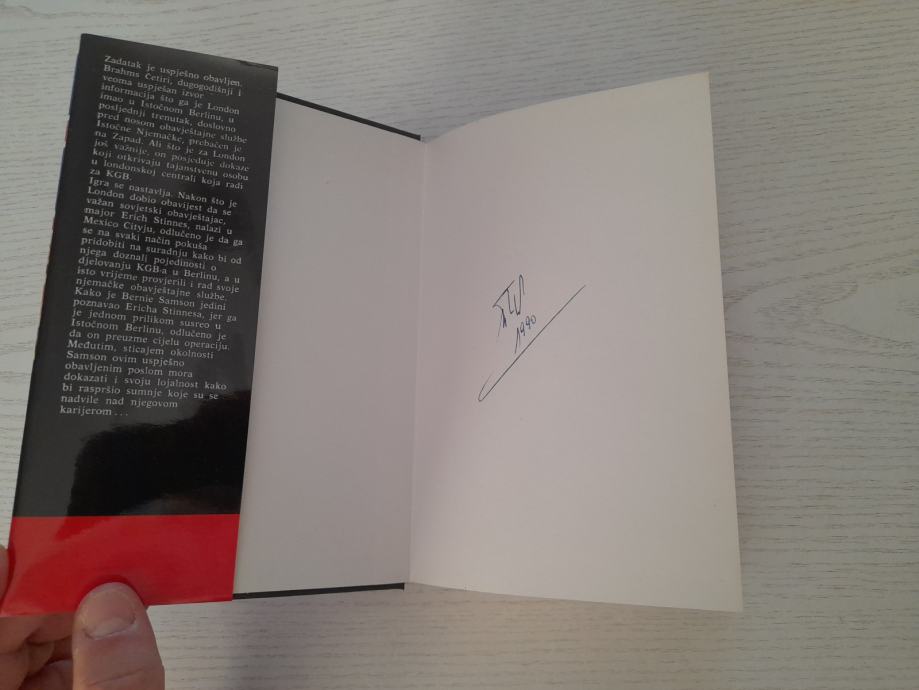 Zadatak je uspješno obavljen.
Brahms Četiri, dugogodišnji i
veoma uspješan izvor
informacija što ga je London
imao u Istočnom Berlinu, u
posljednji trenutak, doslovno
pred nosom obavještajne službe
Istočne Njemačke, prebačen je
na Zapad. Ali što je za London
još važnije, on posjeduje dokaze
koji otkrivaju tajanstvenu osobu
u londonskoj centrali koja radi
za KGB.
Igra se nastavlja. Nakon što je
London dobio obavijest da se
važan sovjetski obavještajac,
major Erich Stinnes, nalazi u
Mexico Cityju, odlučeno je da ga
se na svaki način pokuša
pridobiti na suradnju kako bi od
njega doznali pojedinosti o
djelovanju KGB-a u Berlinu, a u
isto vrijeme provjerili i rad svoje
njemačke obavještajne službe.
Kako je Bernie Samson jedini
poznavao Ericha Stinnesa, jer ga
je jednom prilikom susreo u
Istočnom Berlinu, odlučeno je
da on preuzme cijelu operaciju.
Međutim, sticajem okolnosti
Samson ovim uspješno
obavljenim poslom mora
dokazati i svoju lojalnost kako
bi raspršio sumnje koje su se
nadvile nad njegovom
karijerom...
1990